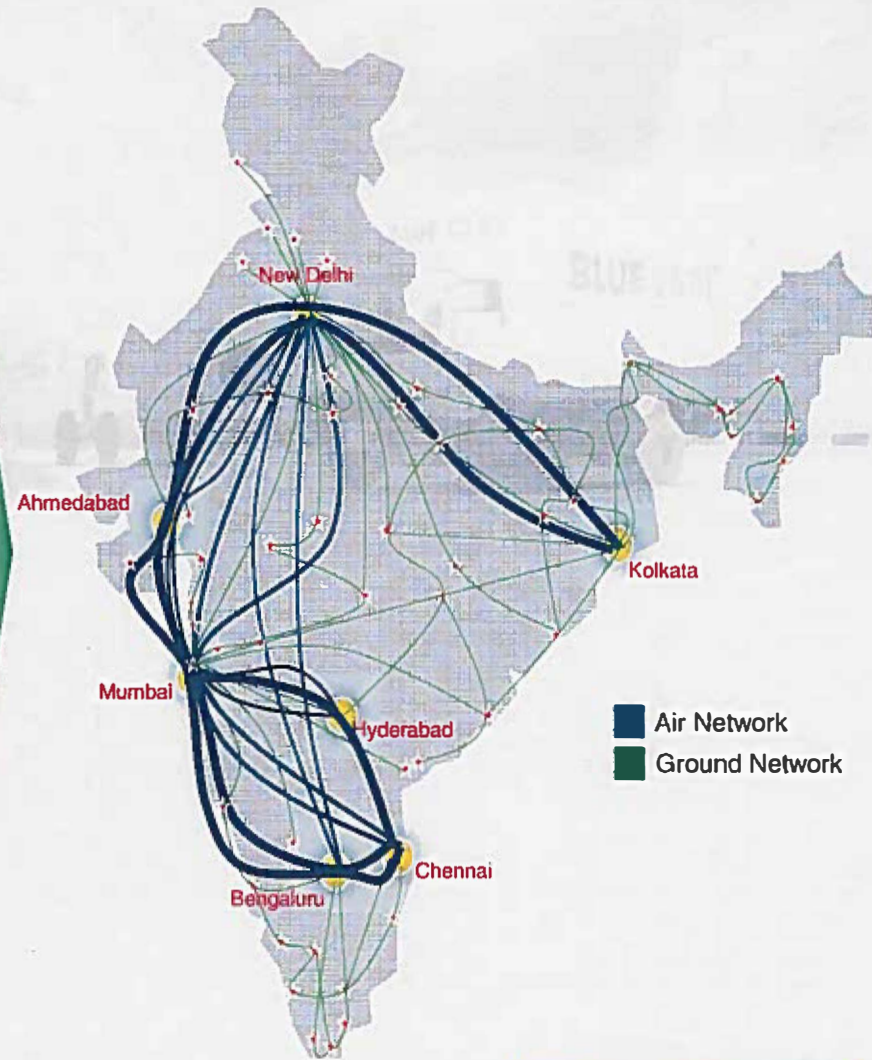 New Delhi
Ahmedabad
Kolkata
Mumbai
Hyderabad
Air Network
Ground Network
Chennai
Bengaluru